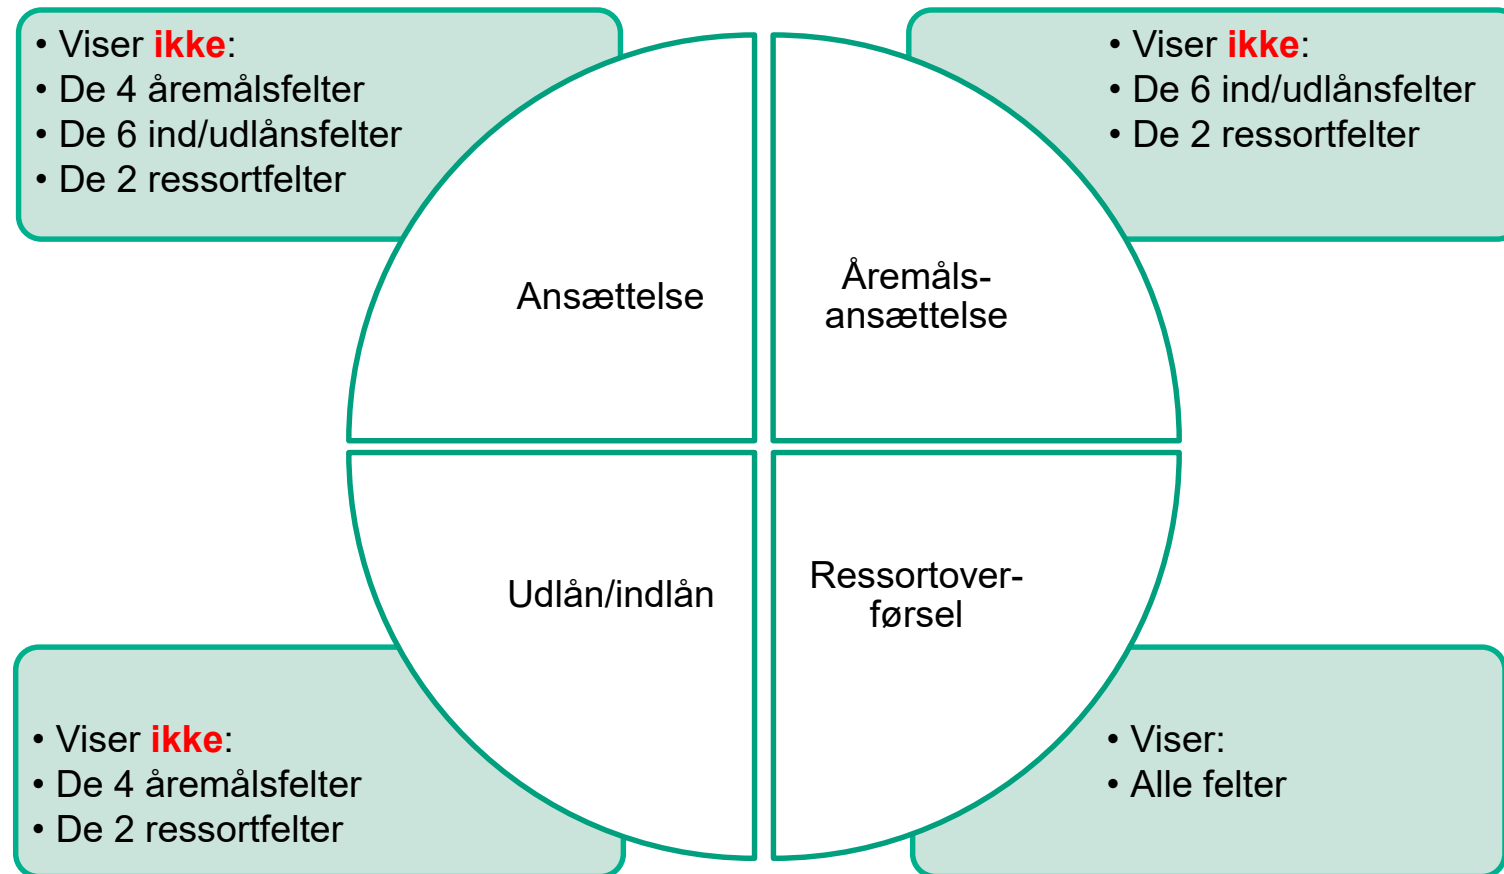 • Viser ikke:
• De 4 åremålsfelter
• De 6 ind/udlånsfelter
• De 2 ressortfelter
• Viser ikke:
• De 6 ind/udlånsfelter
• De 2 ressortfelter
Ansættelse
Åremåls-
ansættelse
Udlån/indlån
Ressortover-
førsel
• Viser ikke:
• De 4 åremålsfelter
• De 2 ressortfelter
• Viser:
• Alle felter